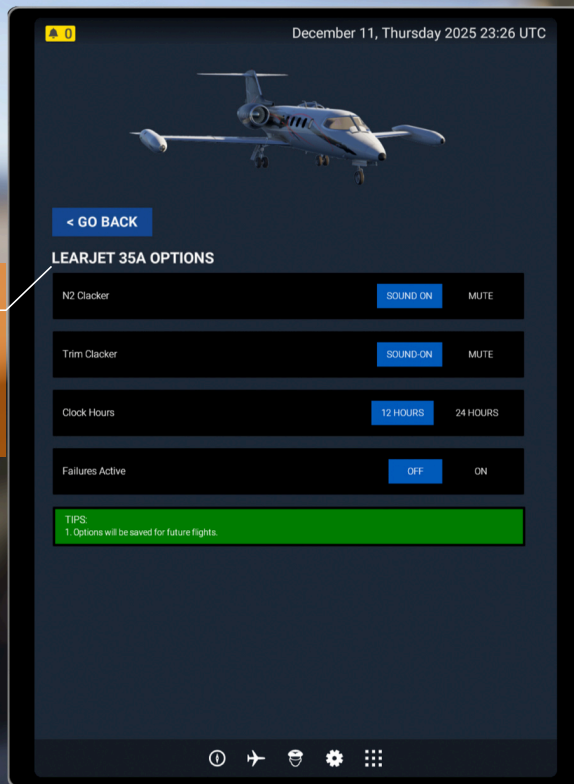 0
December 11, Thursday 2025 23:26 UTC
< GO BACK
LEARJET 35A OPTIONS
N2 Clacker SOUND ON MUTE
Trim Clacker SOUND-ON MUTE
Clock Hours 12 HOURS 24 HOURS
Failures Active OFF ON
TIPS:
1. Options will be saved for future flights.